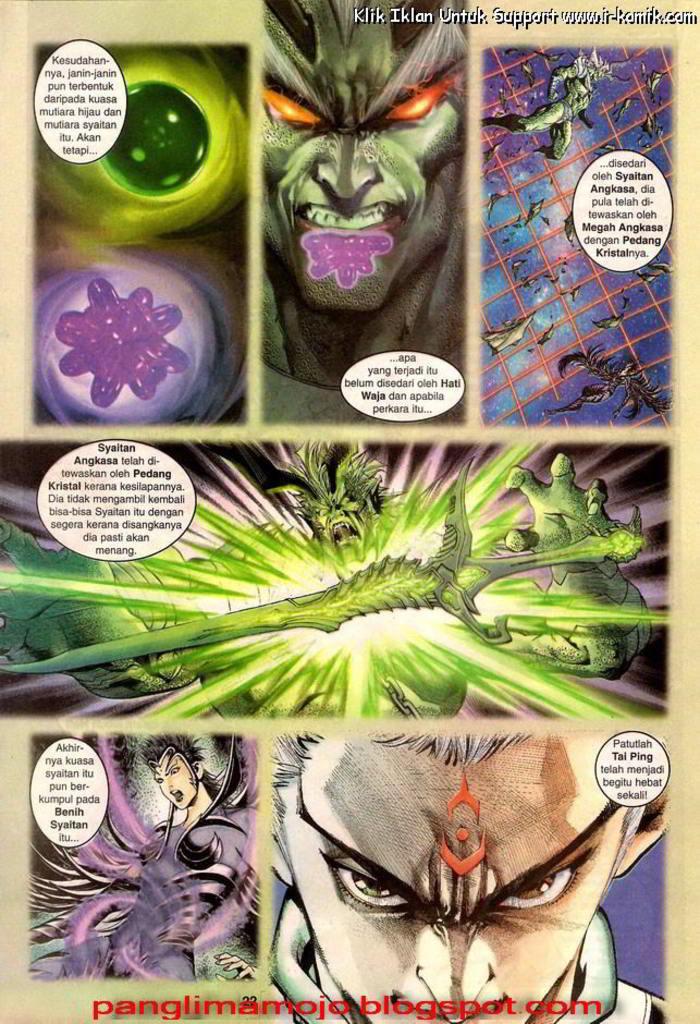 Klik Iklan Untuk Support www.i-komik.com
Kesudahan-
nya, janin-janin
pun terbentuk
daripada kuasa
mutiara hijau dan
mutiara syaitan
itu. Akan
tetapi...
...apa
yang terjadi itu
belum disedari oleh Hati
Waja dan apabila
perkara itu...
...disedari
oleh Syaitan
Angkasa, dia
pula telah di-
tewaskan oleh
Megah Angkasa
dengan Pedang
Kristalnya.
Syaitan
Angkasa telah di-
tewaskan oleh Pedang
Kristal kerana kesilapannya.
Dia tidak mengambil kembali
bisa-bisa Syaitan itu dengan
segera kerana disangkanya
dia pasti akan
menang.
Akhir-
nya kuasa
syaitan itu
pun ber-
kumpul pada
Benih
Syaitan
itu...
Patutlah
Tai Ping
telah menjadi
begitu hebat
sekali!
panglimamojo.blogspot.com